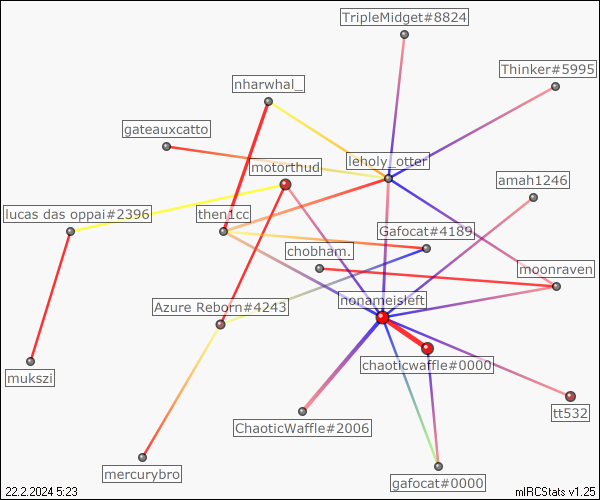 TripleMidget#8824
Thinker#5995
nharwhal_
gateauxcatto
leholy_otter
motorthud
amah1246
lucas das oppai#2396
then1cc
Gafocat#4189
chobham.
moonraven
nonameisleft
Azure Reborn#4243
chaoticwaffle#0000
mukszi
tt532
ChaoticWaffle#2006
mercurybro
gafocat#0000
22.2.2024 5:23
mIRCStats v1.25